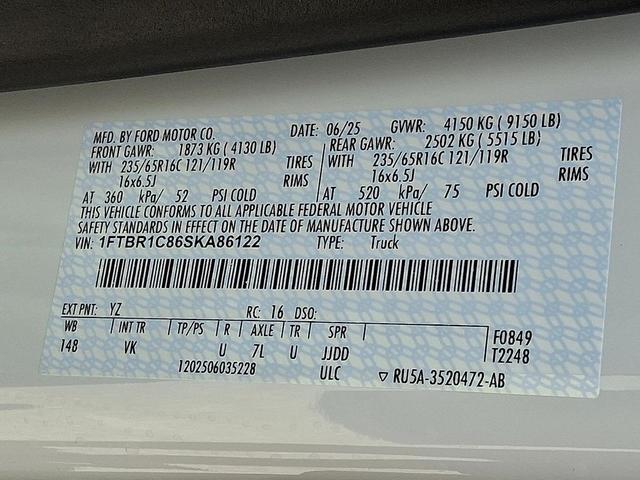 MFD. BY FORD MOTOR CO. DATE: 06/25 GVWR: 4150 KG ( 9150 LB)
FRONT GAWR: 1873 KG ( 4130 LB) REAR GAWR: 2502 KG ( 5515 LB)
WITH 235/65R16C 121/119R TIRES WITH 235/65R16C 121/119R TIRES
16x6.5J RIMS 16x6.5J RIMS
AT 360 kPa/ 52 PSI COLD AT 520 kPa/ 75 PSI COLD
THIS VEHICLE CONFORMS TO ALL APPLICABLE FEDERAL MOTOR VEHICLE
SAFETY STANDARDS IN EFFECT ON THE DATE OF MANUFACTURE SHOWN ABOVE.
VIN: 1FTBR1C86SKA86122 TYPE: Truck
EXT PNT: YZ RC: 16 DSO:
WB INT TR TP/PS R AXLE TR SPR F0849
148 VK U 7L U JJDD T2248
1202506035228 ULC ▽ RU5A-3520472-AB